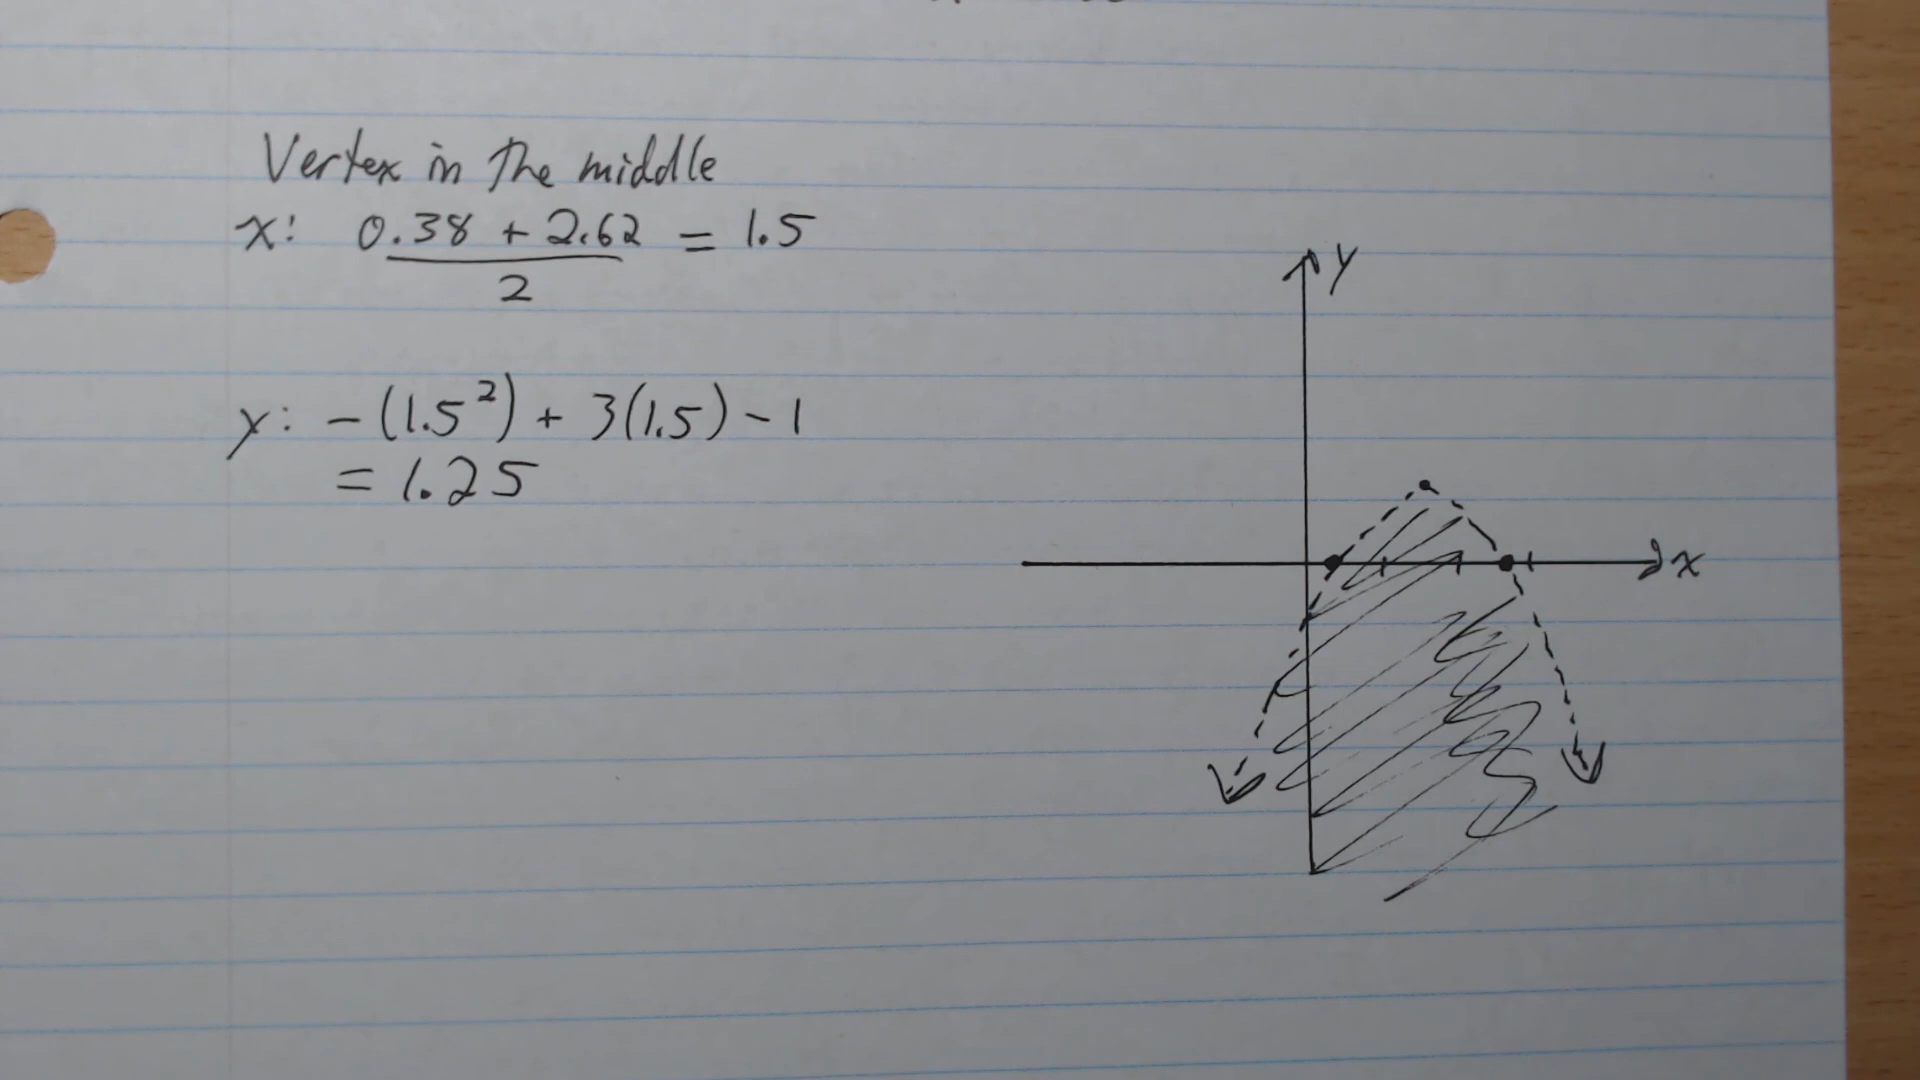 Vertex in the middle
x: 0.38 + 2.62 = 1.5
2
y: -(1.5²) + 3(1.5) - 1
= 1.25
y
x